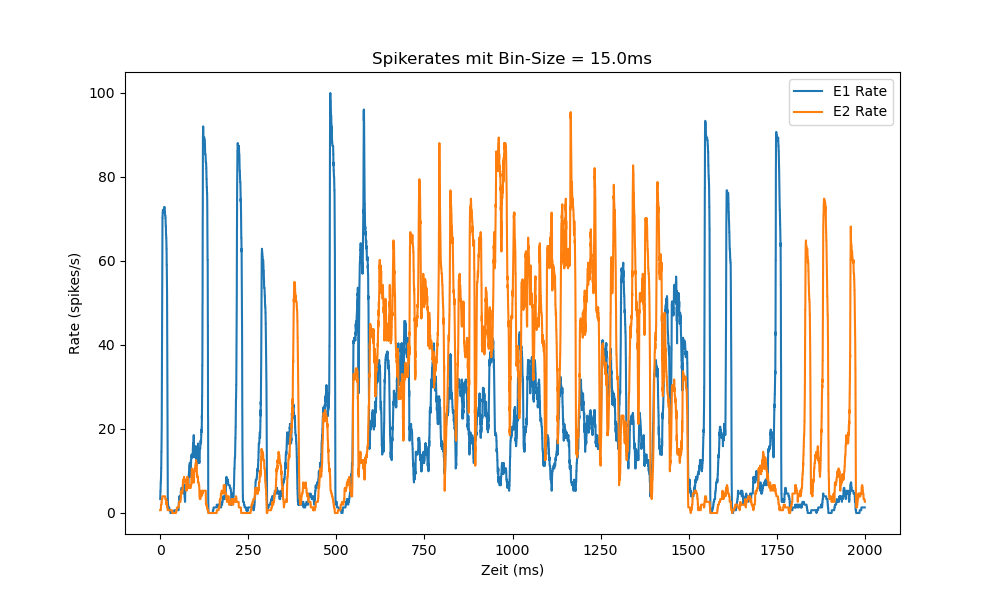 Spikerates mit Bin-Size = 15.0ms
E1 Rate
E2 Rate
Rate (spikes/s)
100
80
60
40
20
0
0 250 500 750 1000 1250 1500 1750 2000
Zeit (ms)